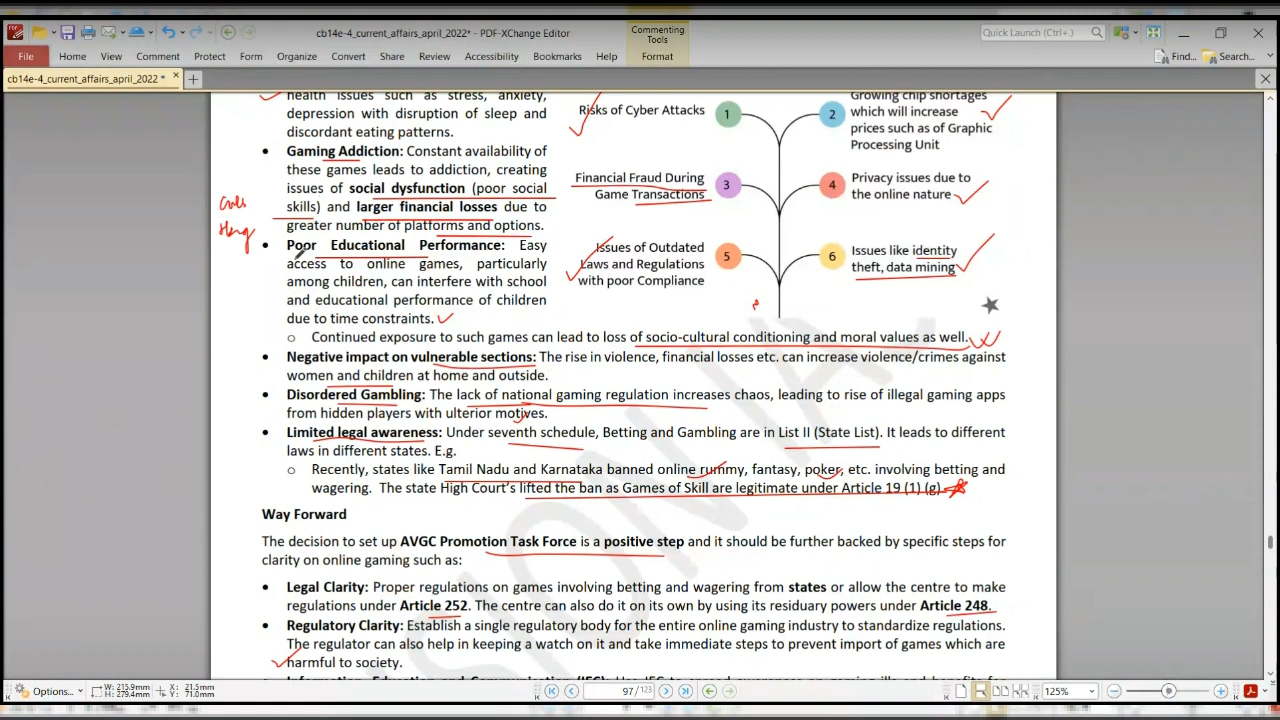 Commenting
Tools
cb14e-4_current_affairs_april_2022* - PDF-XChange Editor
Quick Launch (Ctrl+.)
File
Home
View
Comment
Protect
Form
Organize
Convert
Share
Review
Accessibility
Bookmarks
Help
Format
Find...
Search...
cb14e-4_current_affairs_april_2022 *
health issues such as stress, anxiety,
depression with disruption of sleep and
discordant eating patterns.
• Gaming Addiction: Constant availability of
these games leads to addiction, creating
issues of social dysfunction (poor social
skills) and larger financial losses due to
greater number of platforms and options.
• Poor Educational Performance: Easy
access to online games, particularly
among children, can interfere with school
and educational performance of children
due to time constraints.
Risks of Cyber Attacks
1
2
Growing chip shortages
which will increase
prices such as of Graphic
Processing Unit
Financial Fraud During
Game Transactions
3
4
Privacy issues due to
the online nature
Issues of Outdated
Laws and Regulations
with poor Compliance
5
6
Issues like identity
theft, data mining
o Continued exposure to such games can lead to loss of socio-cultural conditioning and moral values as well.
• Negative impact on vulnerable sections: The rise in violence, financial losses etc. can increase violence/crimes against
women and children at home and outside.
• Disordered Gambling: The lack of national gaming regulation increases chaos, leading to rise of illegal gaming apps
from hidden players with ulterior motives.
• Limited legal awareness: Under seventh schedule, Betting and Gambling are in List II (State List). It leads to different
laws in different states. E.g.
o Recently, states like Tamil Nadu and Karnataka banned online rummy, fantasy, poker, etc. involving betting and
wagering. The state High Court's lifted the ban as Games of Skill are legitimate under Article 19 (1) (g).
Way Forward
The decision to set up AVGC Promotion Task Force is a positive step and it should be further backed by specific steps for
clarity on online gaming such as:
• Legal Clarity: Proper regulations on games involving betting and wagering from states or allow the centre to make
regulations under Article 252. The centre can also do it on its own by using its residuary powers under Article 248.
• Regulatory Clarity: Establish a single regulatory body for the entire online gaming industry to standardize regulations.
The regulator can also help in keeping a watch on it and take immediate steps to prevent import of games which are
harmful to society.
SIONIA
Options...
W: 215.9mm
H: 279.4mm
X: 21.5mm
Y: 71.0mm
97 / 123
125%